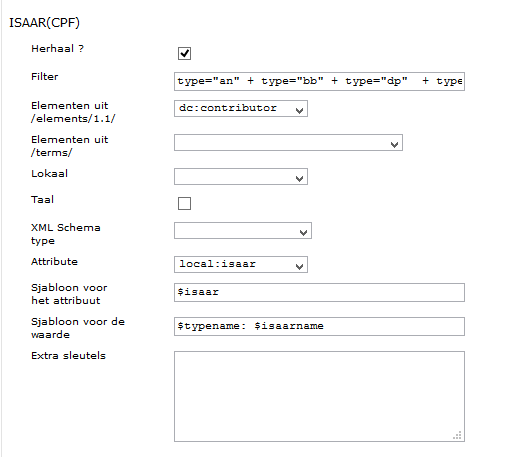 ISAAR(CPF)
Herhaal ?
Filter
type="an" + type="bb" + type="dp"  + type
Elementen uit
/elements/1.1/
dc:contributor
Elementen uit
/terms/
Lokaal
Taal
XML Schema
type
Attribute
local:isaar
Sjabloon voor
het attribuut
$isaar
Sjabloon voor de
waarde
$typename: $isaarname
Extra sleutels